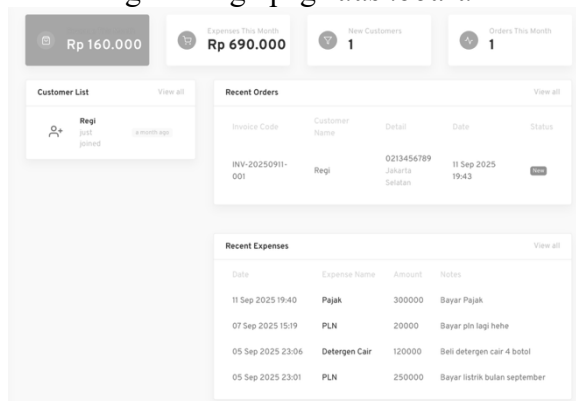 Rp 160.000
Expenses This Month
Rp 690.000
New Customers
1
Orders This Month
1
Customer List
View all
Regi
just
joined
a month ago
Recent Orders
View all
Invoice Code
Customer
Name
Detail
Date
Status
INV-20250911-
001
Regi
0213456789
Jakarta
Selatan
11 Sep 2025
19:43
New
Recent Expenses
View all
Date
Expense Name
Amount
Notes
11 Sep 2025 19:40
Pajak
300000
Bayar Pajak
07 Sep 2025 15:19
PLN
20000
Bayar pln lagi hehe
05 Sep 2025 23:06
Detergen Cair
120000
Beli detergen cair 4 botol
05 Sep 2025 23:01
PLN
250000
Bayar listrik bulan september